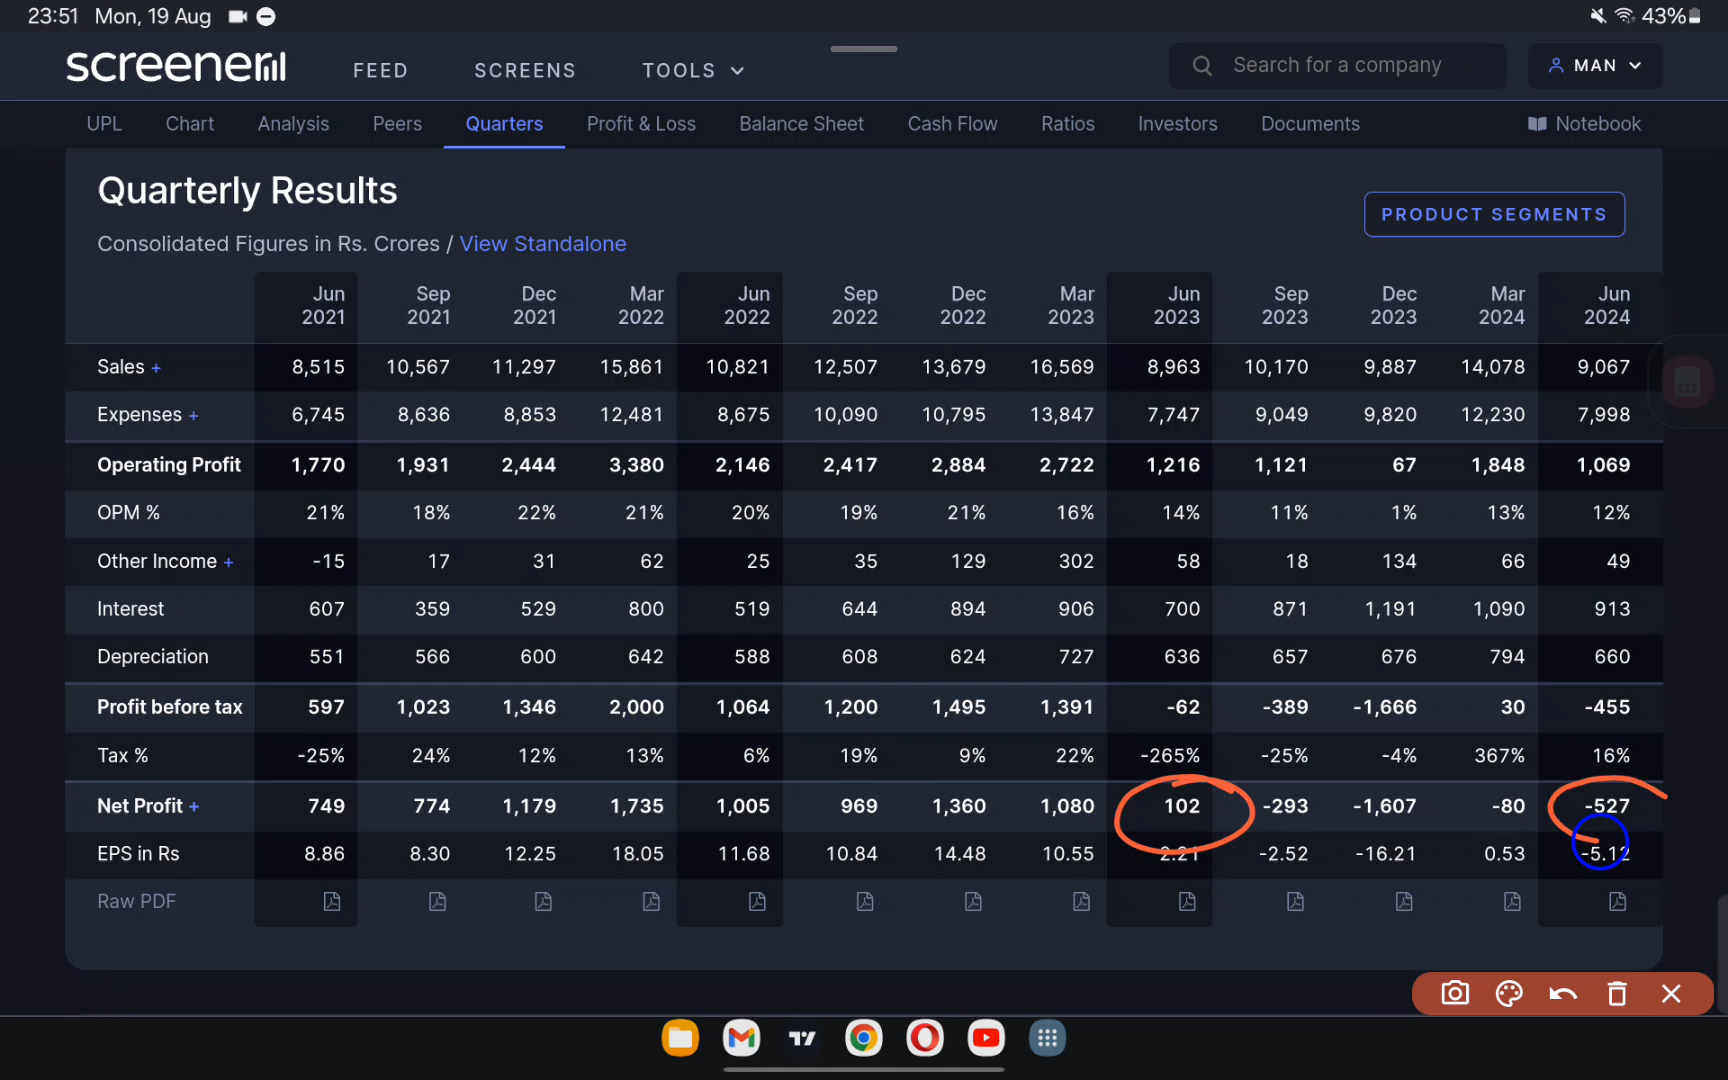 23:51 Mon, 19 Aug 43%
screener FEED SCREENS TOOLS Search for a company MAN
UPL Chart Analysis Peers Quarters Profit & Loss Balance Sheet Cash Flow Ratios Investors Documents Notebook
Quarterly Results
PRODUCT SEGMENTS
Consolidated Figures in Rs. Crores / View Standalone
Jun 2021 Sep 2021 Dec 2021 Mar 2022 Jun 2022 Sep 2022 Dec 2022 Mar 2023 Jun 2023 Sep 2023 Dec 2023 Mar 2024 Jun 2024
Sales + 8,515 10,567 11,297 15,861 10,821 12,507 13,679 16,569 8,963 10,170 9,887 14,078 9,067
Expenses + 6,745 8,636 8,853 12,481 8,675 10,090 10,795 13,847 7,747 9,049 9,820 12,230 7,998
Operating Profit 1,770 1,931 2,444 3,380 2,146 2,417 2,884 2,722 1,216 1,121 67 1,848 1,069
OPM % 21% 18% 22% 21% 20% 19% 21% 16% 14% 11% 1% 13% 12%
Other Income + -15 17 31 62 25 35 129 302 58 18 134 66 49
Interest 607 359 529 800 519 644 894 906 700 871 1,191 1,090 913
Depreciation 551 566 600 642 588 608 624 727 636 657 676 794 660
Profit before tax 597 1,023 1,346 2,000 1,064 1,200 1,495 1,391 -62 -389 -1,666 30 -455
Tax % -25% 24% 12% 13% 6% 19% 9% 22% -265% -25% -4% 367% 16%
Net Profit + 749 774 1,179 1,735 1,005 969 1,360 1,080 102 -293 -1,607 -80 -527
EPS in Rs 8.86 8.30 12.25 18.05 11.68 10.84 14.48 10.55 2.21 -2.52 -16.21 0.53 -5.12
Raw PDF